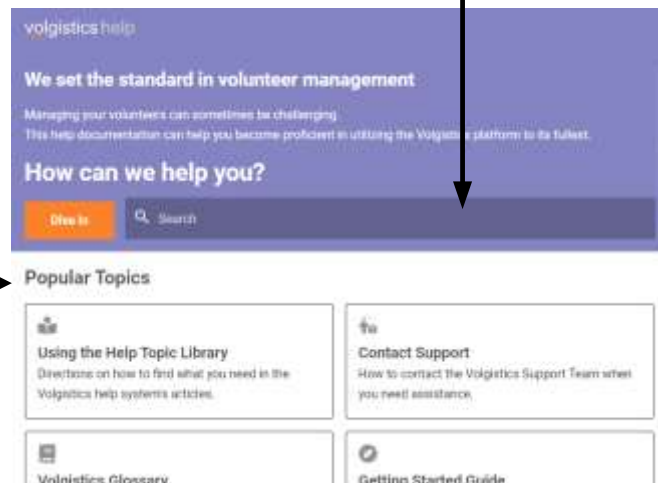 volgistics help
We set the standard in volunteer management
Managing your volunteers can sometimes be challenging.
This help documentation can help you become proficient in utilizing the Volgistics platform to its fullest.
How can we help you?
Dive In
Search
Popular Topics
Using the Help Topic Library
Directions on how to find what you need in the
Volgistics help system's articles.
Contact Support
How to contact the Volgistics Support Team when
you need assistance.
Volgistics Glossary
Getting Started Guide